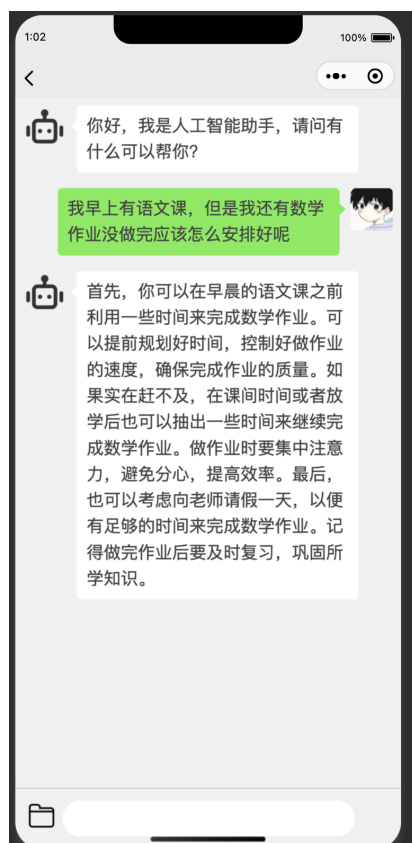 1:02
100%
你好，我是人工智能助手，请问有
什么可以帮你？
我早上有语文课，但是我还有数学
作业没做完应该怎么安排好呢
首先，你可以在早晨的语文课之前
利用一些时间来完成数学作业。可
以提前规划好时间，控制好做作业
的速度，确保完成作业的质量。如
果实在赶不及，在课间时间或者放
学后也可以抽出一些时间来继续完
成数学作业。做作业时要集中注意
力，避免分心，提高效率。最后，
也可以考虑向老师请假一天，以便
有足够的时间来完成数学作业。记
得做完作业后要及时复习，巩固所
学知识。